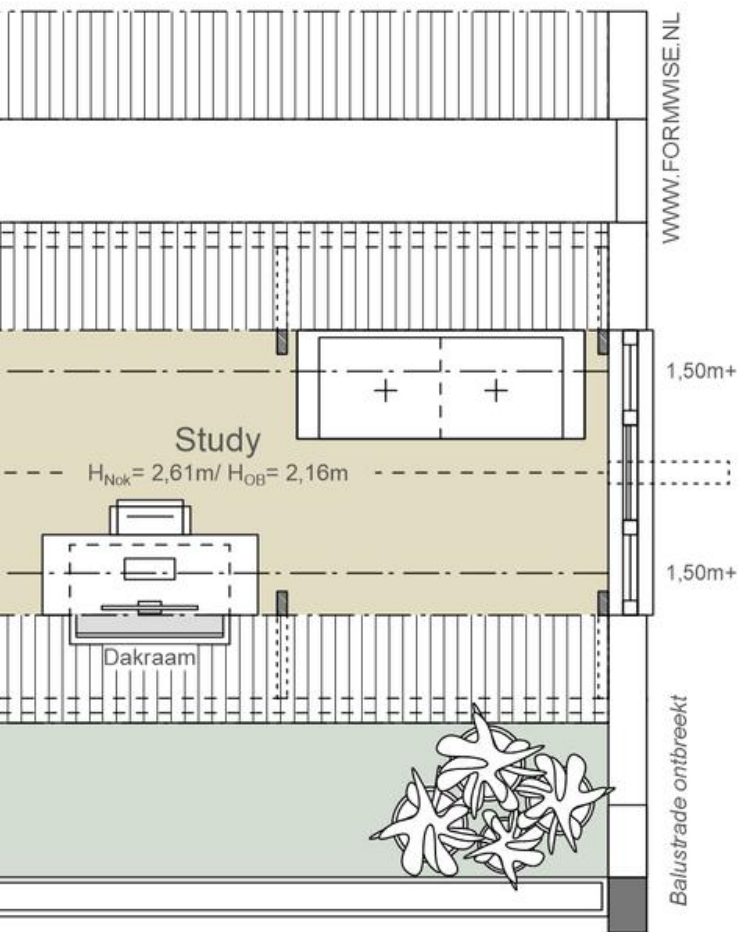 WWW.FORMWISE.NL
1,50m+
Study
HNok= 2,61m/ HOB= 2,16m
1,50m+
Dakraam
Balustrade ontbreekt